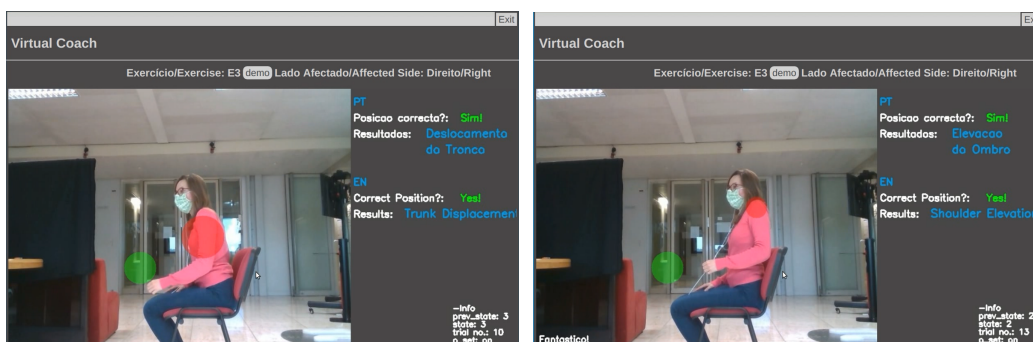 Exit
Virtual Coach
Exercício/Exercise: E3 demo Lado Afectado/Affected Side: Direito/Right
PT
Posicao correcta?: Sim!
Resultados: Deslocamento
do Tronco
EN
Correct Position?: Yes!
Results: Trunk Displacement
-Info
prev_state: 3
state: 3
trial no.: 10
Ex
Virtual Coach
Exercício/Exercise: E3 demo Lado Afectado/Affected Side: Direito/Right
PT
Posicao correcta?: Sim!
Resultados: Elevacao
do Ombro
EN
Correct Position?: Yes!
Results: Shoulder Elevation
-Info
prev_state: 2
state: 2
trial no.: 13
Fantastico!